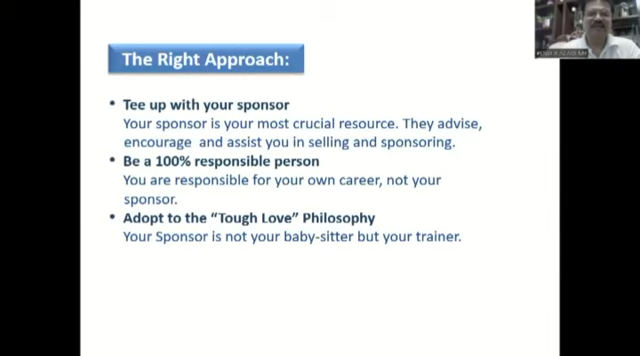 The Right Approach:
• Tee up with your sponsor
Your sponsor is your most crucial resource. They advise,
encourage and assist you in selling and sponsoring.
• Be a 100% responsible person
You are responsible for your own career, not your
sponsor.
• Adopt to the “Tough Love” Philosophy
Your Sponsor is not your baby-sitter but your trainer.